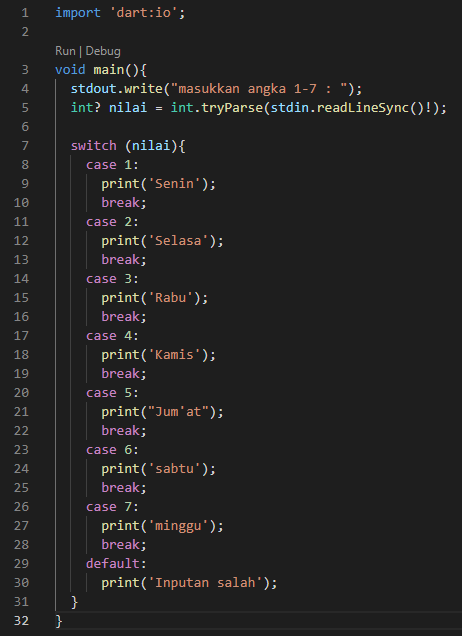 1 import 'dart:io';
2
Run | Debug
3 void main(){
4   stdout.write("masukkan angka 1-7 : ");
5   int? nilai = int.tryParse(stdin.readLineSync()!);
6
7   switch (nilai){
8     case 1:
9       print('Senin');
10       break;
11     case 2:
12       print('Selasa');
13       break;
14     case 3:
15       print('Rabu');
16       break;
17     case 4:
18       print('Kamis');
19       break;
20     case 5:
21       print("Jum'at");
22       break;
23     case 6:
24       print('sabtu');
25       break;
26     case 7:
27       print('minggu');
28       break;
29     default:
30       print('Inputan salah');
31   }
32 }